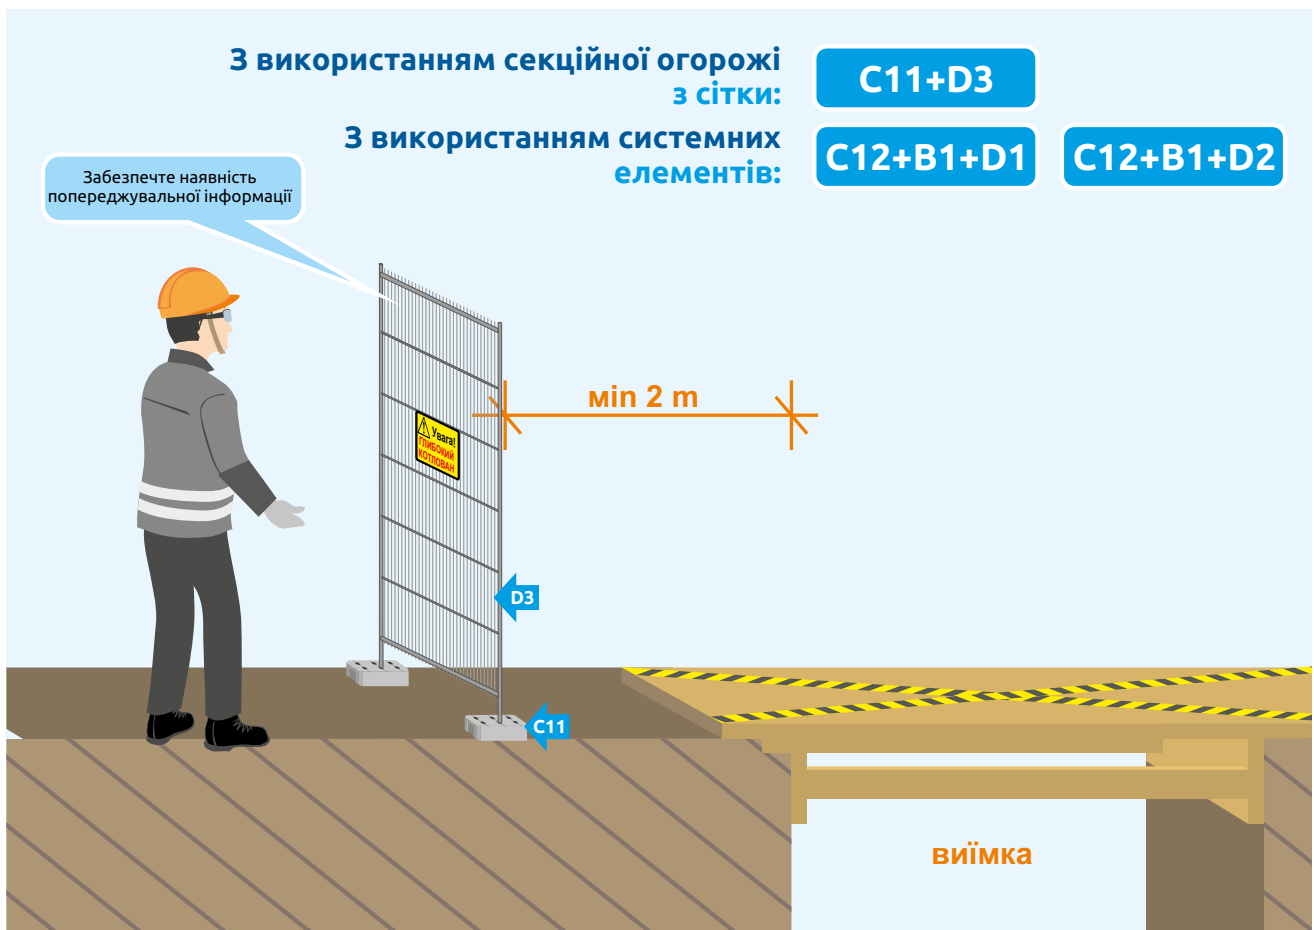 З використанням секційної огорожі
з сітки:
C11+D3
З використанням системних
елементів:
C12+B1+D1
C12+B1+D2
Забезпечте наявність
попереджувальної інформації
мin 2 m
Увага!
ГЛИБОКИЙ
КОТЛОВАН
D3
C11
виїмка